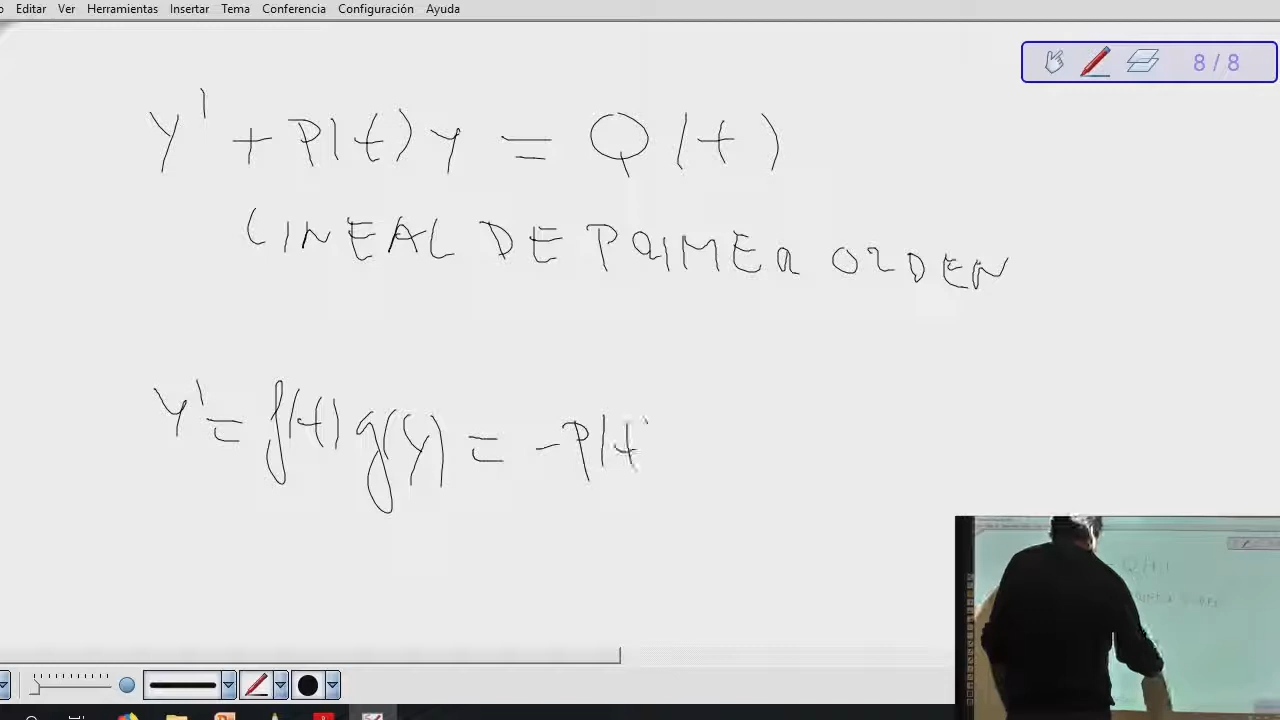 Editar Ver Herramientas Insertar Tema Conferencia Configuración Ayuda
8 / 8
y' + P(t) y = Q(t)
LINEAL DE PRIMER ORDEN
y' = f(t) g(y) = -P(t